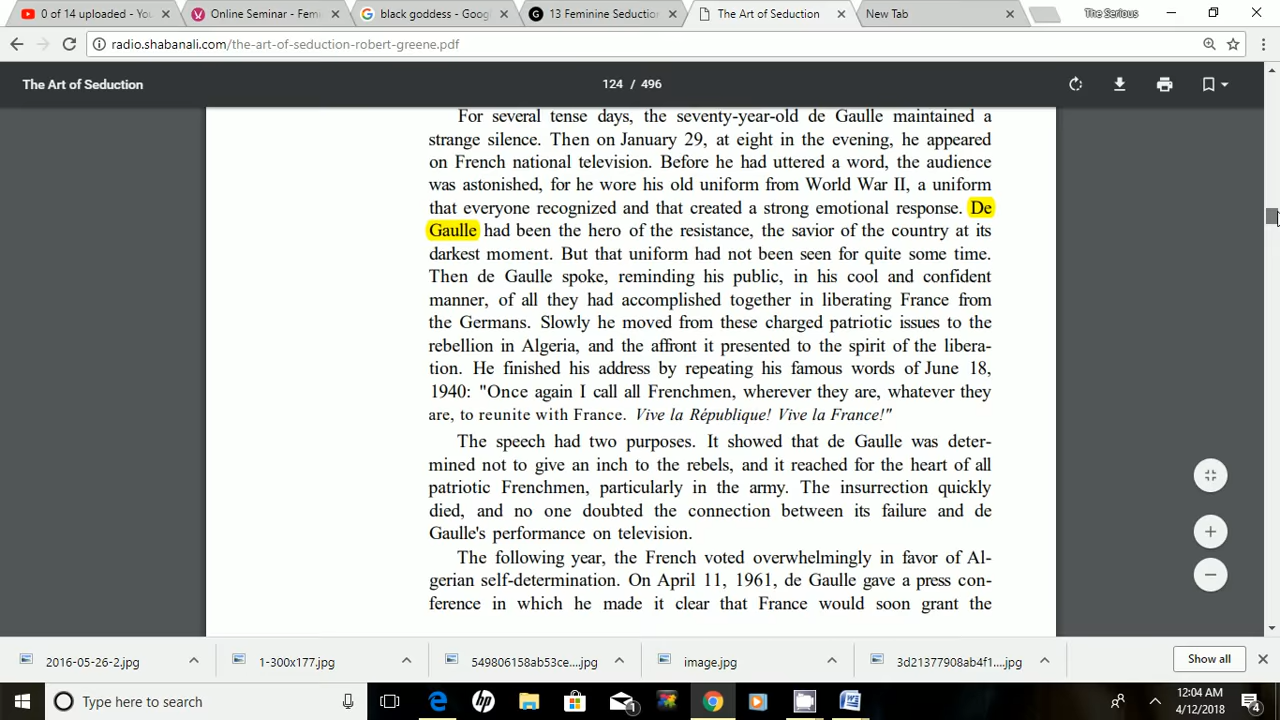 0 of 14 uploaded - Yo
Online Seminar - Femi
black goddess - Goog
13 Feminine Seductio
The Art of Seduction
New Tab
The Serious
radio.shabanali.com/the-art-of-seduction-robert-greene.pdf
The Art of Seduction
124 / 496
For several tense days, the seventy-year-old de Gaulle maintained a
strange silence. Then on January 29, at eight in the evening, he appeared
on French national television. Before he had uttered a word, the audience
was astonished, for he wore his old uniform from World War II, a uniform
that everyone recognized and that created a strong emotional response. De
Gaulle had been the hero of the resistance, the savior of the country at its
darkest moment. But that uniform had not been seen for quite some time.
Then de Gaulle spoke, reminding his public, in his cool and confident
manner, of all they had accomplished together in liberating France from
the Germans. Slowly he moved from these charged patriotic issues to the
rebellion in Algeria, and the affront it presented to the spirit of the libera-
tion. He finished his address by repeating his famous words of June 18,
1940: "Once again I call all Frenchmen, wherever they are, whatever they
are, to reunite with France. Vive la République! Vive la France!"
The speech had two purposes. It showed that de Gaulle was deter-
mined not to give an inch to the rebels, and it reached for the heart of all
patriotic Frenchmen, particularly in the army. The insurrection quickly
died, and no one doubted the connection between its failure and de
Gaulle's performance on television.
The following year, the French voted overwhelmingly in favor of Al-
gerian self-determination. On April 11, 1961, de Gaulle gave a press con-
ference in which he made it clear that France would soon grant the
2016-05-26-2.jpg
1-300x177.jpg
549806158ab53ce....jpg
image.jpg
3d21377908ab4f1....jpg
Show all
Type here to search
1
12:04 AM
4/12/2018
4